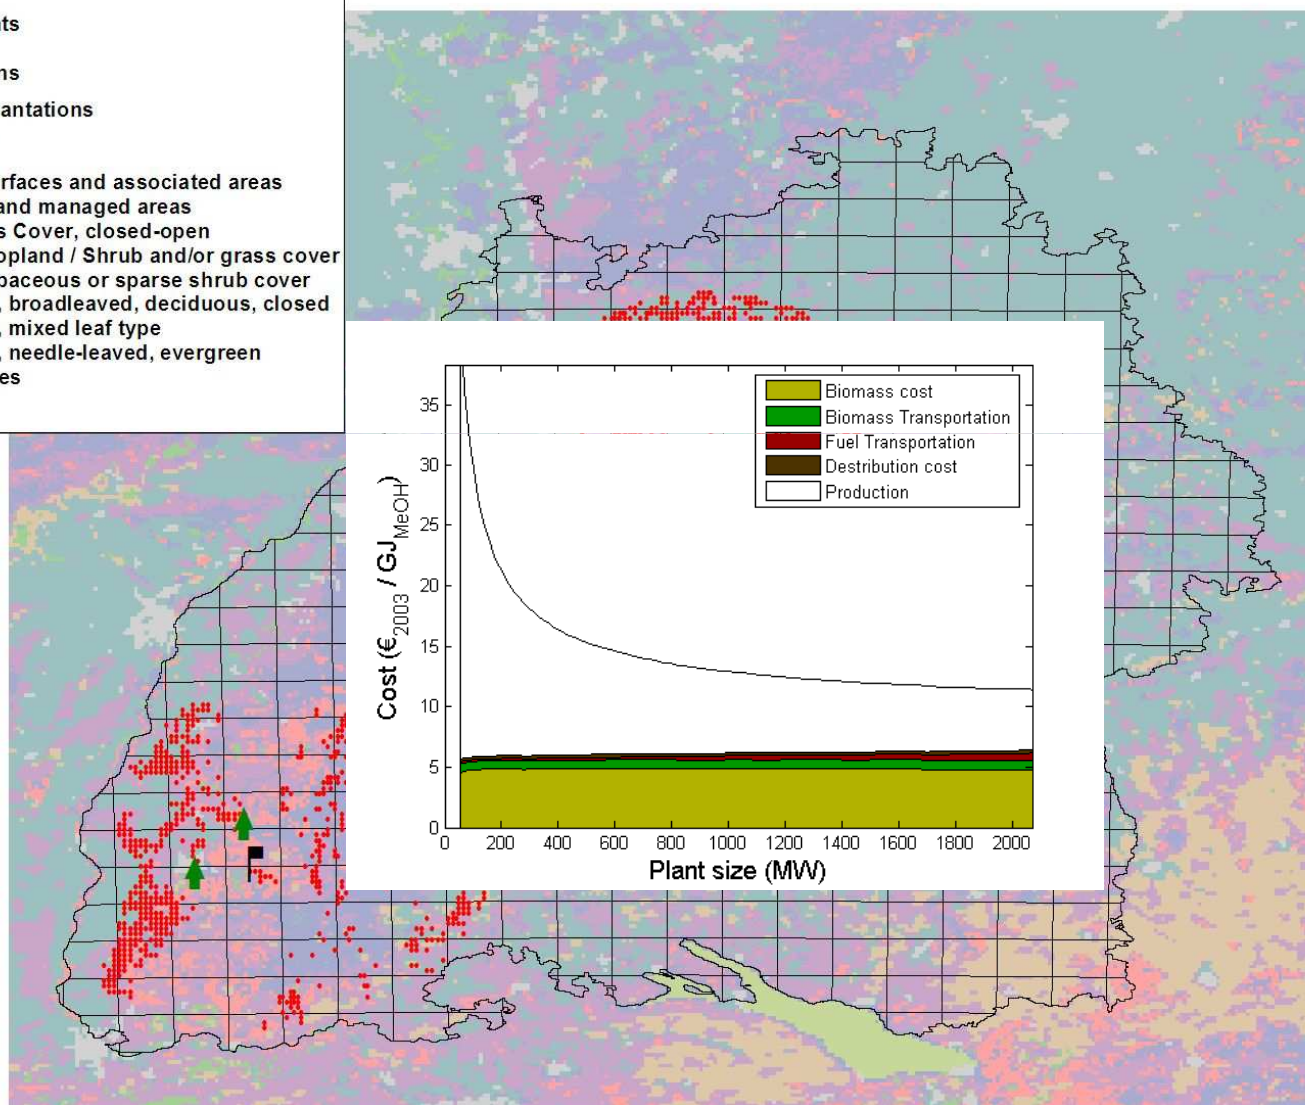 ts
ns
antations
rfaces and associated areas
and managed areas
s Cover, closed-open
opland / Shrub and/or grass cover
rbaceous or sparse shrub cover
, broadleaved, deciduous, closed
, mixed leaf type
, needle-leaved, evergreen
es
Biomass cost
Biomass Transportation
Fuel Transportation
Destribution cost
Production
35
30
25
20
15
10
5
0
Cost (€2003 / GJMeOH)
0 200 400 600 800 1000 1200 1400 1600 1800 2000
Plant size (MW)